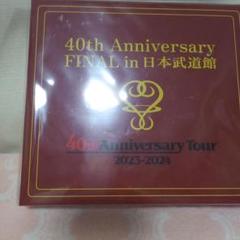 40th Anniversary
FINAL in 日本武道館
40th Anniversary Tour
2023-2024